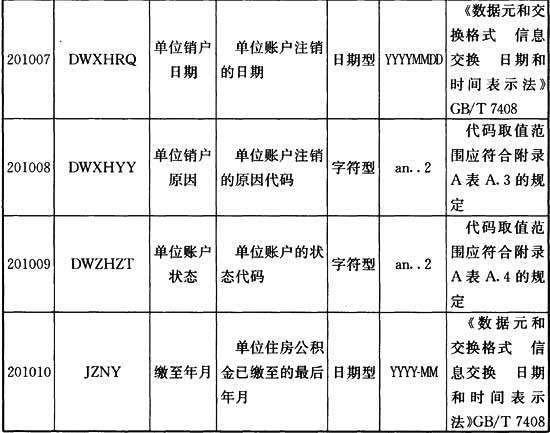 《数据元和交
换格式 信息
201007 DWXHRQ 单位销户 单位账户注销 日期型 YYYYMMDD 交换 日期和
日期 的日期 时间表示法》
GB/T 7408
代码取值范
201008 DWXHYY 单位销户 单位账户注销 字符型 an..2 围应符合附录
原因 的原因代码 A表A.3的规
定
代码取值范
201009 DWZHZT 单位账户 单位账户的状 字符型 an..2 围应符合附录
状态 态代码 A表A.4的规
定
《数据元和
单位住房公积 交换格式 信
201010 JZNY 缴至年月 金已缴至的最后 日期型 YYYY-MM 息交换 日期
年月 和时间表示
法》GB/T 7408